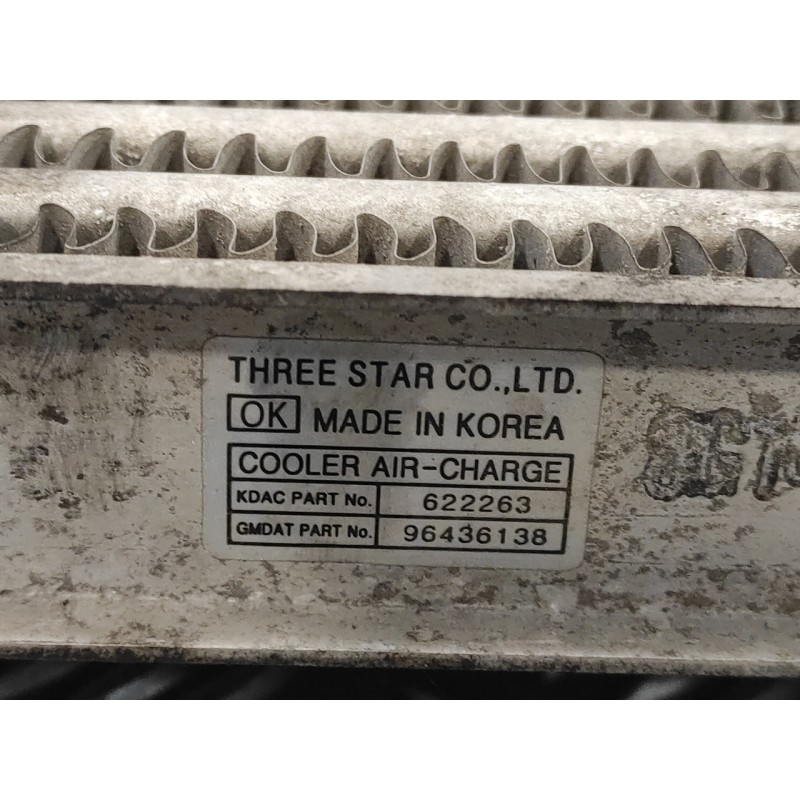 THREE STAR CO.,LTD.
OK MADE IN KOREA
COOLER AIR-CHARGE
KDAC PART No. 622263
GMDAT PART No. 96436138